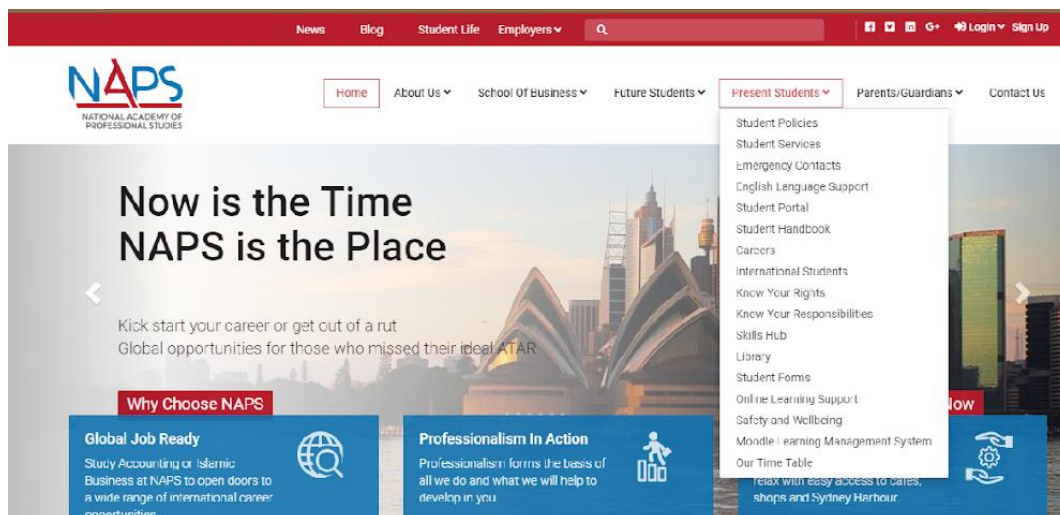 News Blog Student Life Employers
G+ Login Sign Up
NAPS
NATIONAL ACADEMY OF
PROFESSIONAL STUDIES
Home About Us School Of Business Future Students Present Students Parents/Guardians Contact Us
Student Policies
Student Services
Emergency Contacts
English Language Support
Student Portal
Student Handbook
Careers
International Students
Know Your Rights
Know Your Responsibilities
Skills Hub
Library
Student Forms
Online Learning Support
Safety and Wellbeing
Moodle Learning Management System
Our Time Table
Now is the Time
NAPS is the Place
Kick start your career or get out of a rut
Global opportunities for those who missed their ideal ATAR
Why Choose NAPS
Now
Global Job Ready
Study Accounting or Islamic
Business at NAPS to open doors to
a wide range of international career
opportunities
Professionalism In Action
Professionalism forms the basis of
all we do and what we will help to
develop in you
relax with easy access to cafes,
shops and Sydney Harbour